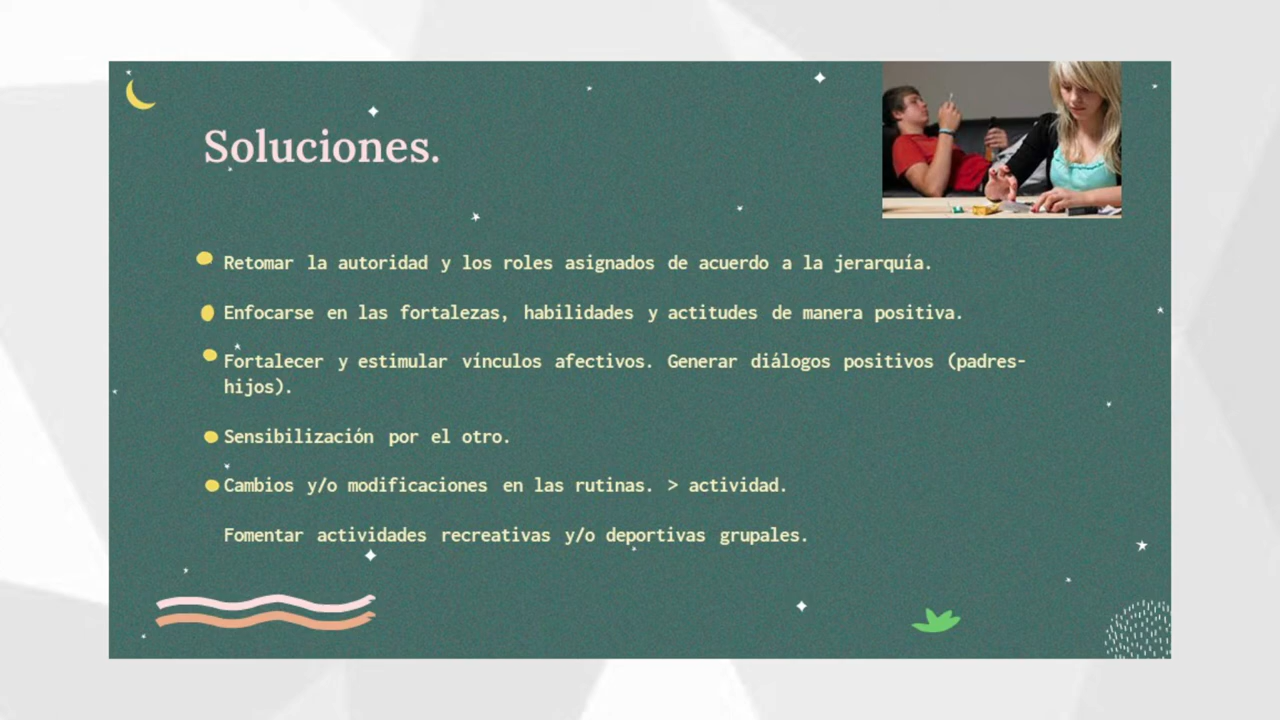 Soluciones.
Retomar la autoridad y los roles asignados de acuerdo a la jerarquía.
Enfocarse en las fortalezas, habilidades y actitudes de manera positiva.
Fortalecer y estimular vínculos afectivos. Generar diálogos positivos (padres-
hijos).
Sensibilización por el otro.
Cambios y/o modificaciones en las rutinas. > actividad.
Fomentar actividades recreativas y/o deportivas grupales.